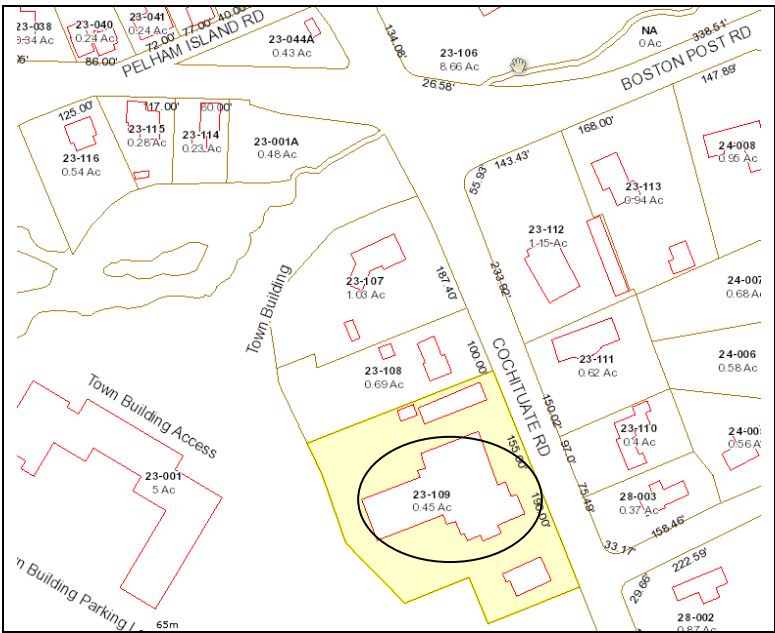 23-038
9.34 Ac
23-040
0.24 Ac
86.00'
23-041
0.24 Ac
72.00'
77.00'
40.00'
PELHAM ISLAND RD
23-044A
0.43 Ac
134.08'
26.58'
23-106
8.66 Ac
NA
0 Ac
338.51'
BOSTON POST RD
147.89'
125.00'
117.00'
80.00'
23-116
0.54 Ac
23-115
0.28 Ac
23-114
0.23 Ac
23-001A
0.48 Ac
55.93'
143.43'
168.00'
24-008
0.95 Ac
23-113
0.94 Ac
23-112
1.15 Ac
233.92'
Town Building
23-107
1.03 Ac
187.40'
24-007
0.68 Ac
23-108
0.69 Ac
100.00'
COCHITUATE RD
23-111
0.62 Ac
24-006
0.58 Ac
150.02'
97.0'
75.49'
23-110
0.4 Ac
0.56 A
Town Building Access
23-001
5 Ac
155.00'
190.00'
23-109
0.45 Ac
28-003
0.37 Ac
33.17'
158.46'
222.59'
29.66'
28-002
0.87 Ac
Building Parking
65m